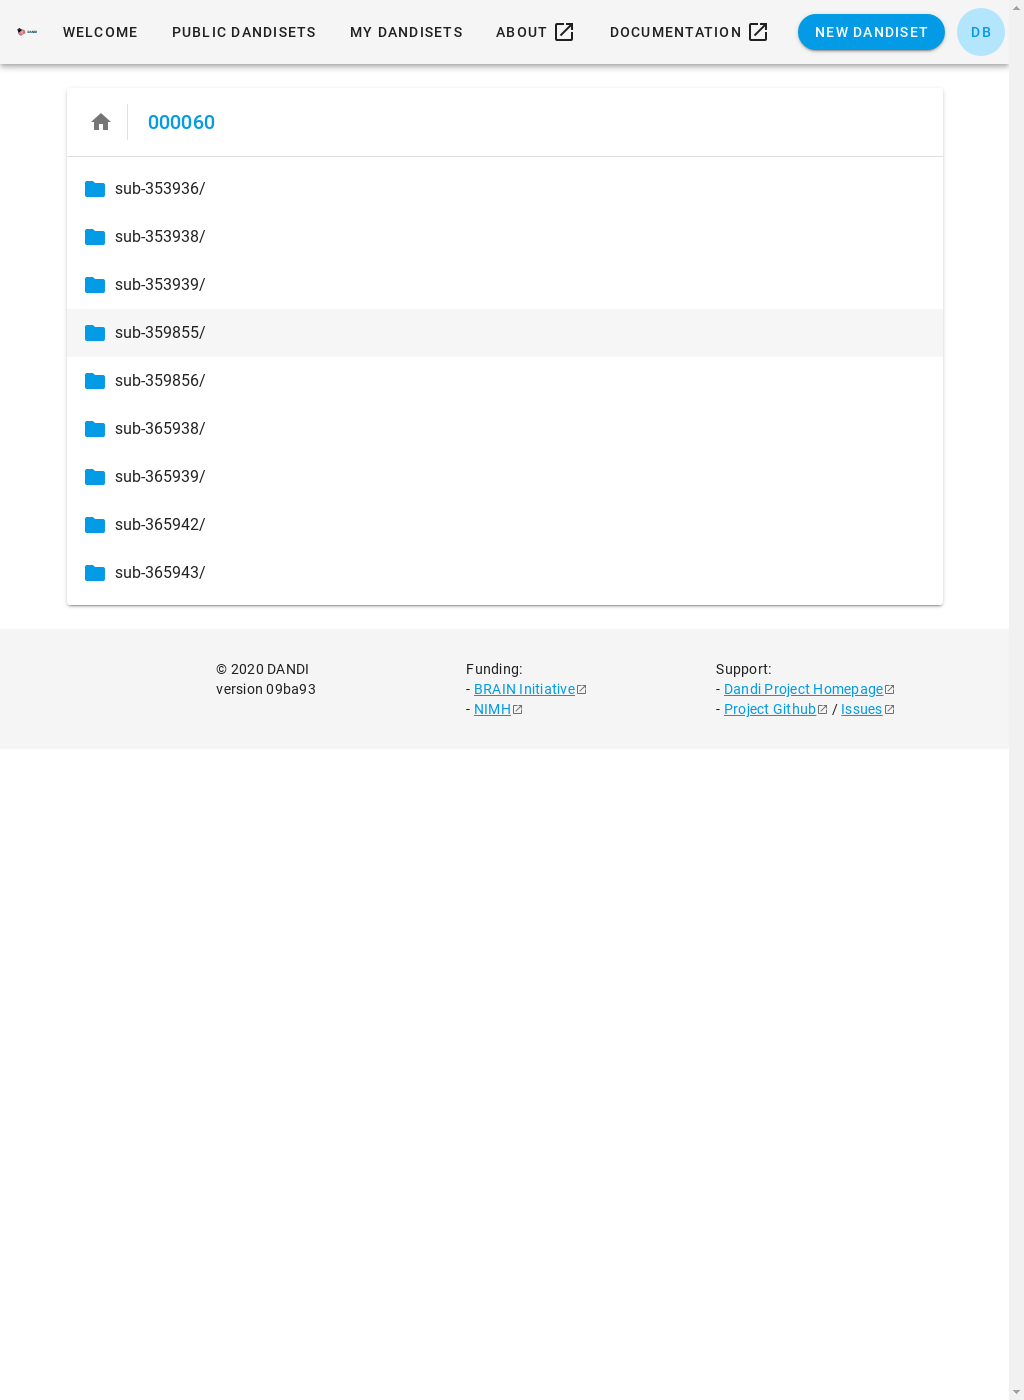 WELCOME PUBLIC DANDISETS MY DANDISETS ABOUT DOCUMENTATION NEW DANDISET DB
000060
sub-353936/
sub-353938/
sub-353939/
sub-359855/
sub-359856/
sub-365938/
sub-365939/
sub-365942/
sub-365943/
© 2020 DANDI
version 09ba93
Funding:
- BRAIN Initiative
- NIMH
Support:
- Dandi Project Homepage
- Project Github / Issues